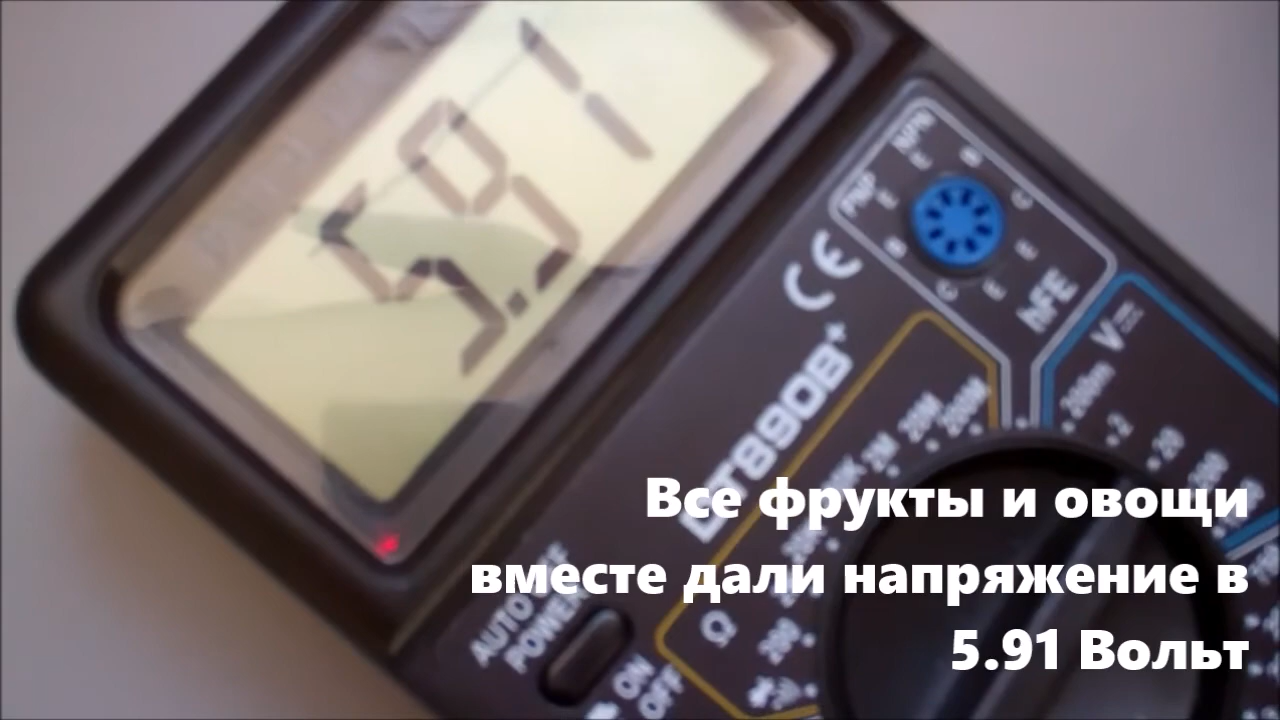 5.91
NPN
PNP
E
B
C
E
B
C
E
E
hFE
CE
DT890B+
V
200m
2
20
200
2M
20M
200M
Ω
200
AUTO
POWER
ON
OFF
Все фрукты и овощи
вместе дали напряжение в
5.91 Вольт